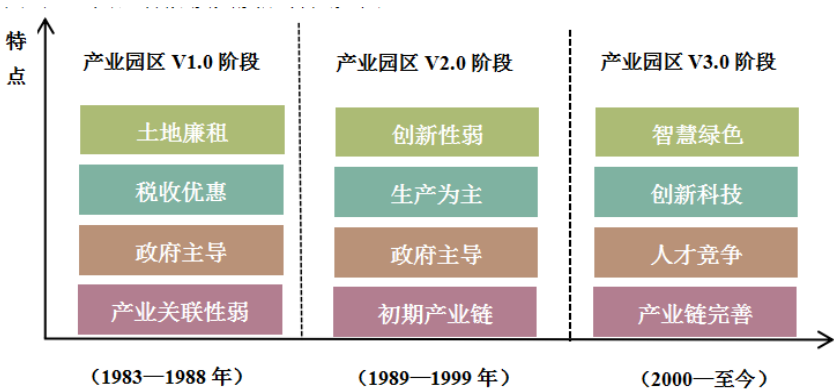 特点
产业园区 V1.0 阶段
产业园区 V2.0 阶段
产业园区 V3.0 阶段
土地廉租
创新性弱
智慧绿色
税收优惠
生产为主
创新科技
政府主导
政府主导
人才竞争
产业关联性弱
初期产业链
产业链完善
（1983—1988 年）
（1989—1999 年）
（2000—至今）